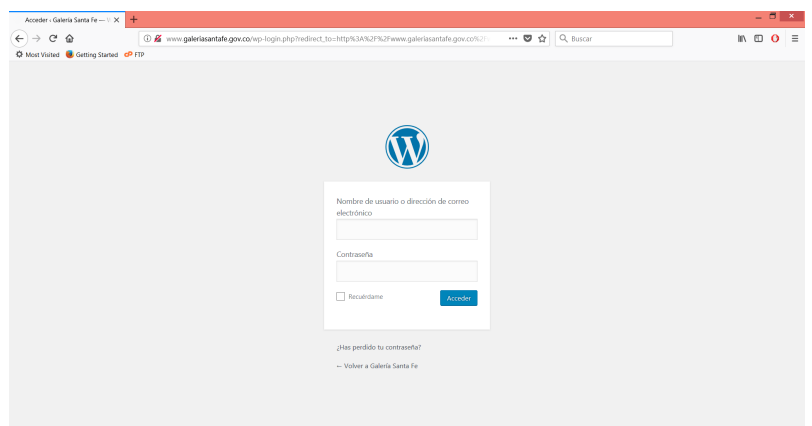 Acceder ‹ Galería Santa Fe —
www.galeriasantafe.gov.co/wp-login.php?redirect_to=http%3A%2F%2Fwww.galeriasantafe.gov.co%2
Buscar
Most Visited Getting Started FTP
Nombre de usuario o dirección de correo
electrónico
Contraseña
Recuérdame
Acceder
¿Has perdido tu contraseña?
← Volver a Galería Santa Fe